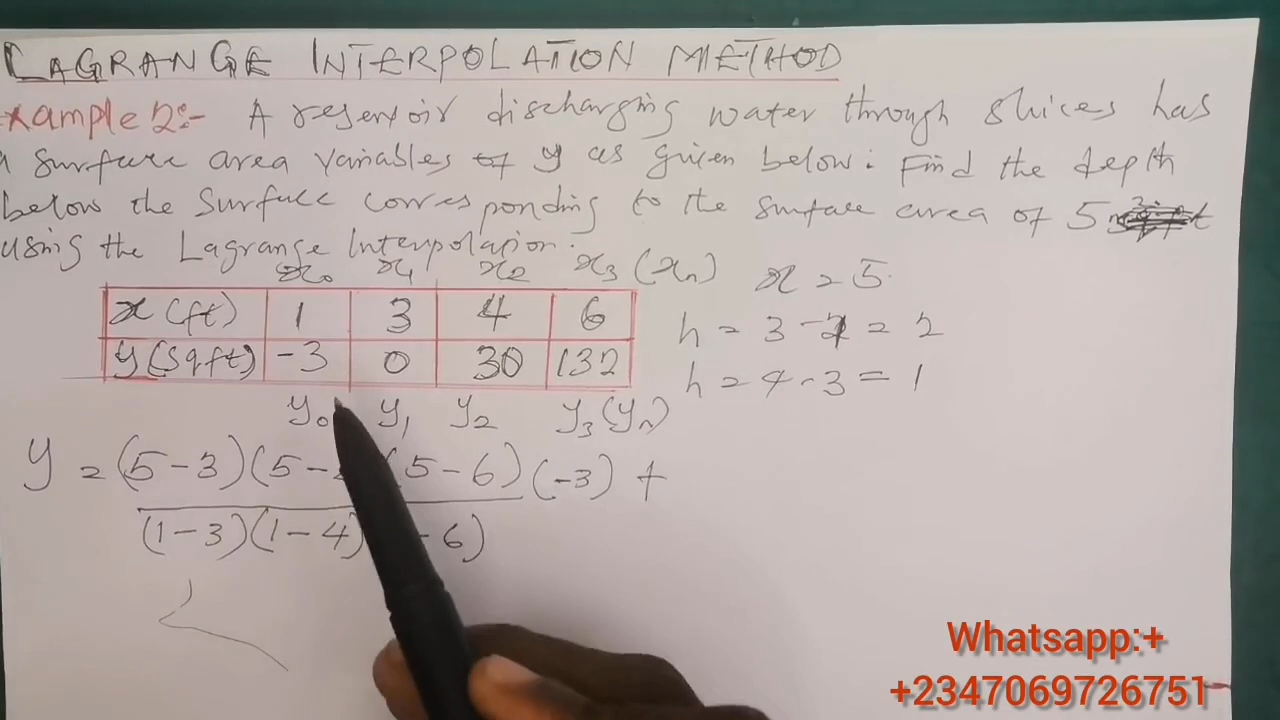 LAGRANGE INTERPOLATION METHOD
xample 2:- A reservoir discharging water through sluices has
a surface area variables of y as given below: Find the depth
below the surface corresponding to the surface area of 5
using the Lagrange Interpolation.
x₀ x₁ x₂ x₃ (xₙ) x = 5.
x (ft) 1 3 4 6 h = 3 - 1 = 2
y (sqft) -3 0 30 132 h = 4 - 3 = 1
y₀ y₁ y₂ y₃ (yₙ)
y = (5-3)(5- (5-6) (-3) +
(1-3)(1-4) -6)
Whatsapp:+
+2347069726751